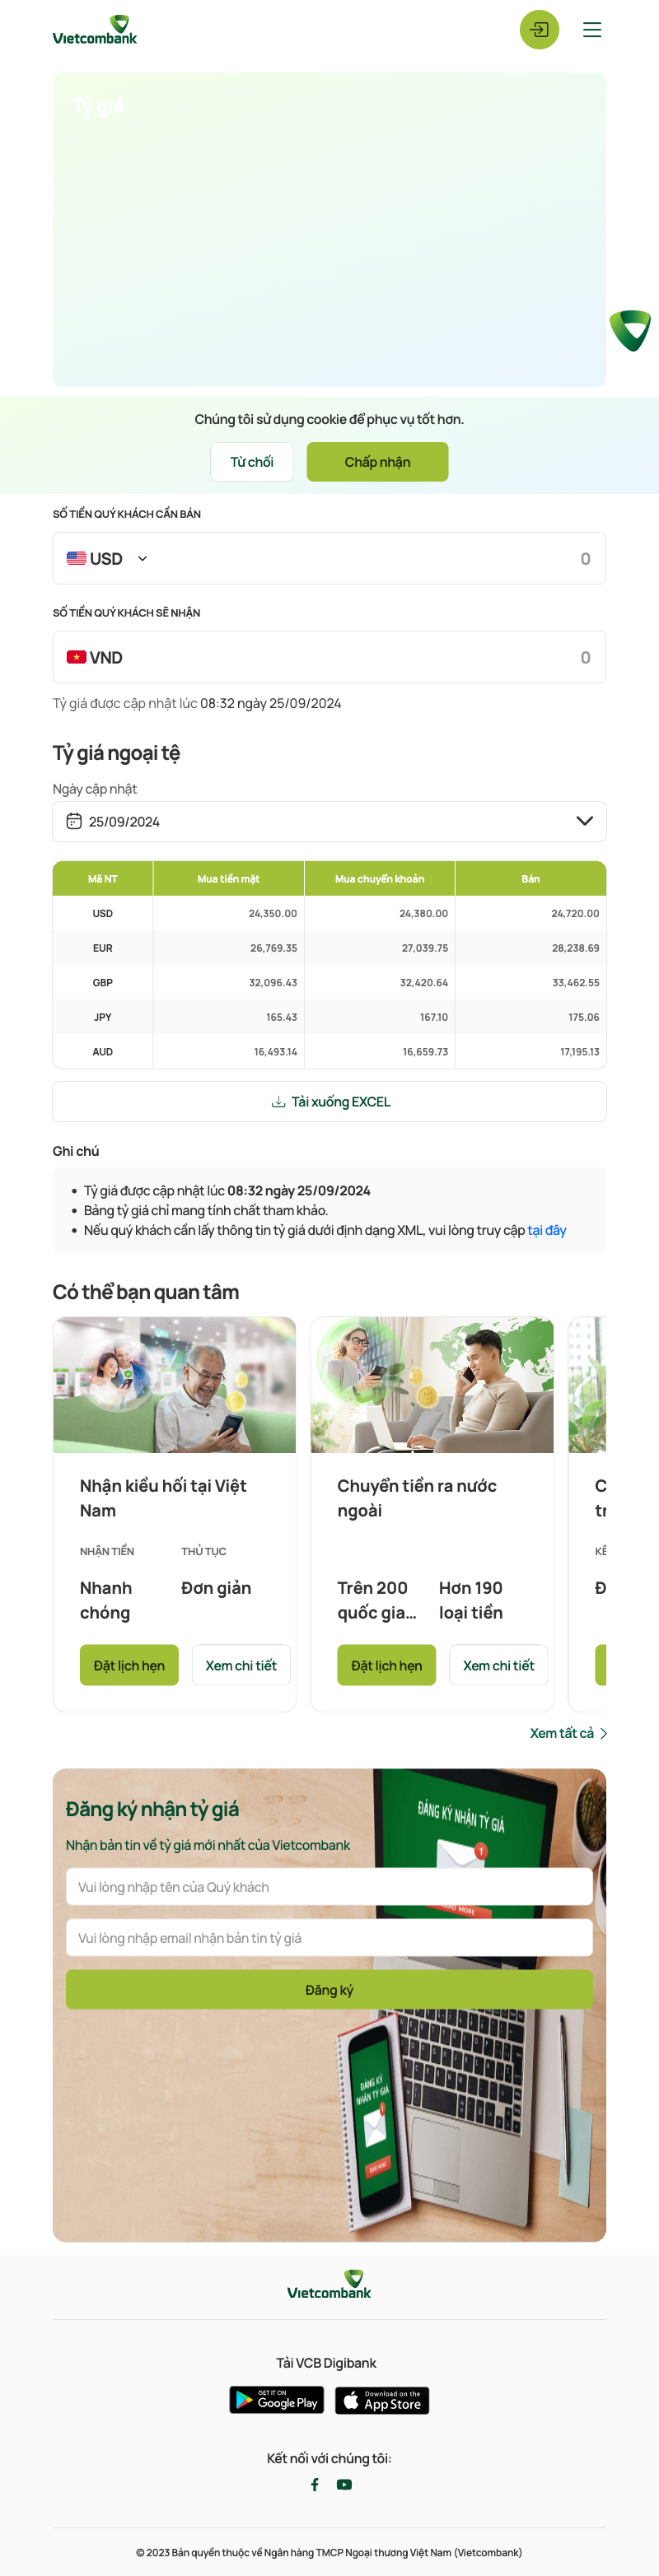 Vietcombank
Tỷ giá
Chúng tôi sử dụng cookie để phục vụ tốt hơn.
Từ chối
Chấp nhận
SỐ TIỀN QUÝ KHÁCH CẦN BÁN
USD
0
SỐ TIỀN QUÝ KHÁCH SẼ NHẬN
VND
0
Tỷ giá được cập nhật lúc 08:32 ngày 25/09/2024
Tỷ giá ngoại tệ
Ngày cập nhật
25/09/2024
Mã NT Mua tiền mặt Mua chuyển khoản Bán
USD 24,350.00 24,380.00 24,720.00
EUR 26,769.35 27,039.75 28,238.69
GBP 32,096.43 32,420.64 33,462.55
JPY 165.43 167.10 175.06
AUD 16,493.14 16,659.73 17,195.13
Tải xuống EXCEL
Ghi chú
• Tỷ giá được cập nhật lúc 08:32 ngày 25/09/2024
• Bảng tỷ giá chỉ mang tính chất tham khảo.
• Nếu quý khách cần lấy thông tin tỷ giá dưới định dạng XML, vui lòng truy cập tại đây
Có thể bạn quan tâm
Nhận kiều hối tại Việt
Nam
NHẬN TIỀN
THỦ TỤC
Nhanh
chóng
Đơn giản
Đặt lịch hẹn
Xem chi tiết
Chuyển tiền ra nước
ngoài
Trên 200
quốc gia...
Hơn 190
loại tiền
Đặt lịch hẹn
Xem chi tiết
Xem tất cả
Đăng ký nhận tỷ giá
Nhận bản tin về tỷ giá mới nhất của Vietcombank
Vui lòng nhập tên của Quý khách
Vui lòng nhập email nhận bản tin tỷ giá
Đăng ký
ĐĂNG KÝ NHẬN TỶ GIÁ
1
MORE
ĐĂNG KÝ
NHẬN TỶ GIÁ
1
READ MORE
Vietcombank
Tải VCB Digibank
GET IT ON
Google Play
Download on the
App Store
Kết nối với chúng tôi:
© 2023 Bản quyền thuộc về Ngân hàng TMCP Ngoại thương Việt Nam (Vietcombank)